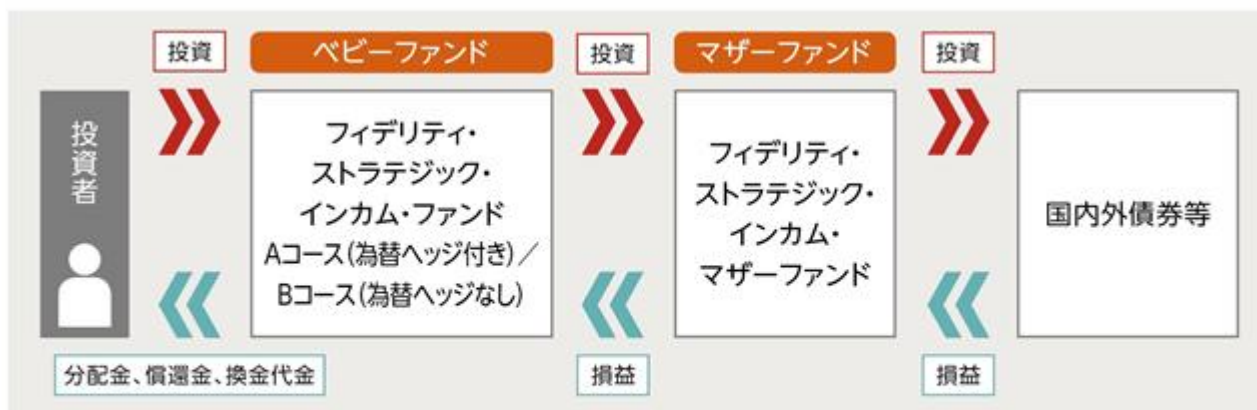 投資
ベビーファンド
投資
マザーファンド
投資
投資者
フィデリティ・
ストラテジック・
インカム・ファンド
Aコース(為替ヘッジ付き)／
Bコース(為替ヘッジなし)
フィデリティ・
ストラテジック・
インカム・
マザーファンド
国内外債券等
分配金、償還金、換金代金
損益
損益